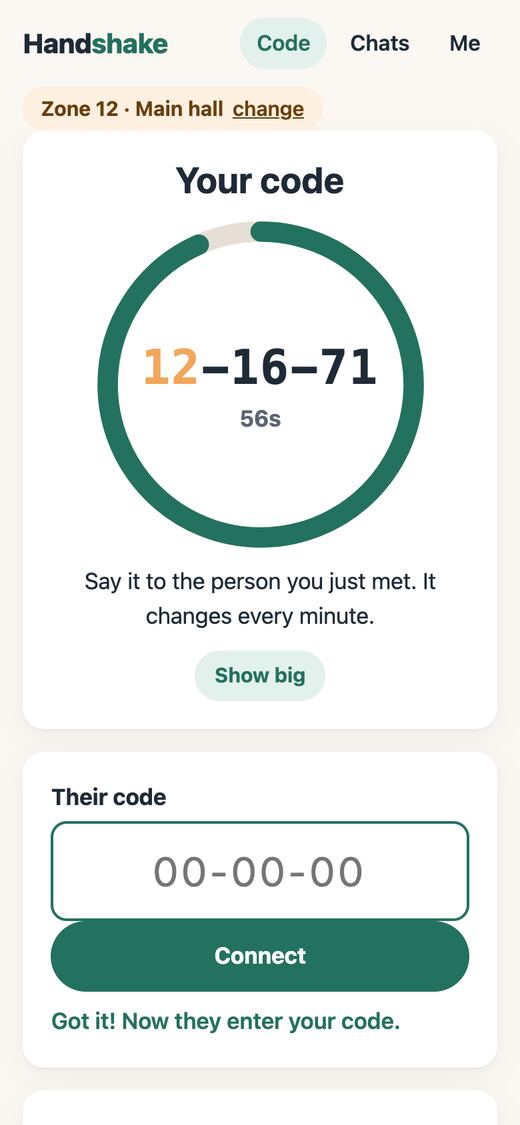 Handshake Code Chats Me
Zone 12 · Main hall change
Your code
12–16–71
56s
Say it to the person you just met. It
changes every minute.
Show big
Their code
00-00-00
Connect
Got it! Now they enter your code.